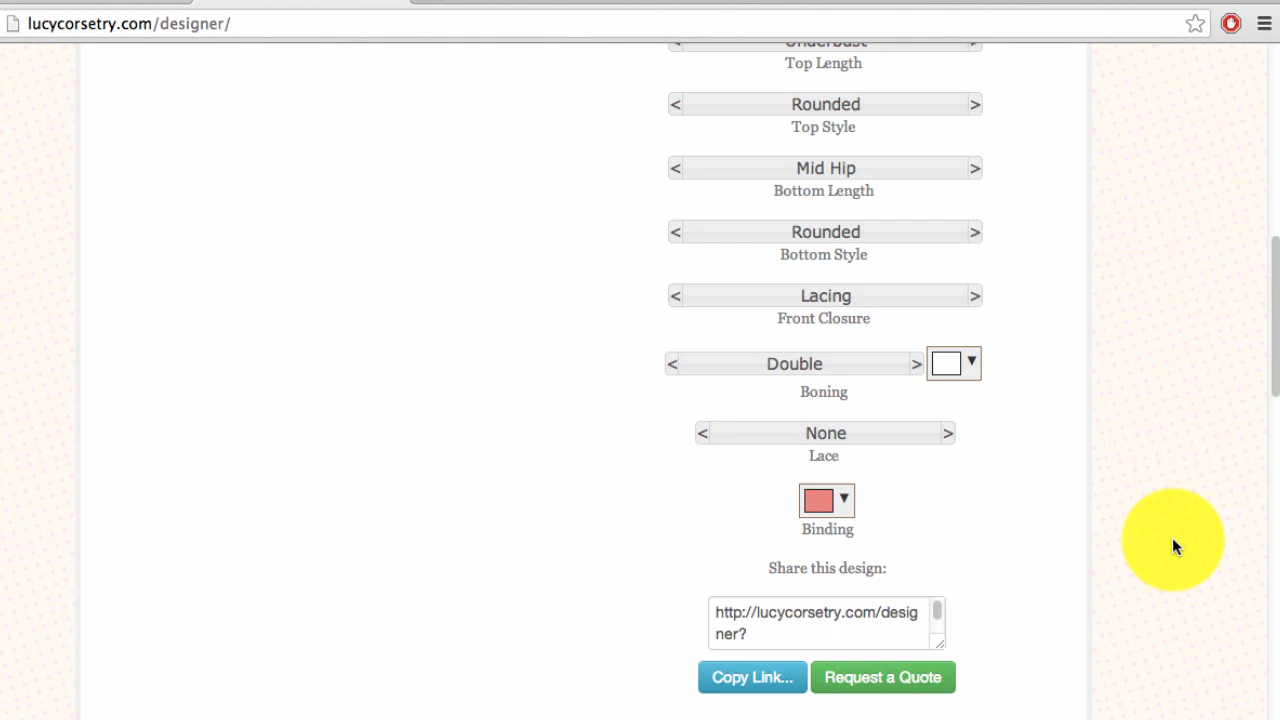 lucycorsetry.com/designer/
< Underbust >
Top Length
< Rounded >
Top Style
< Mid Hip >
Bottom Length
< Rounded >
Bottom Style
< Lacing >
Front Closure
< Double >
Boning
< None >
Lace
Binding
Share this design:
http://lucycorsetry.com/desig
ner?
Copy Link...
Request a Quote